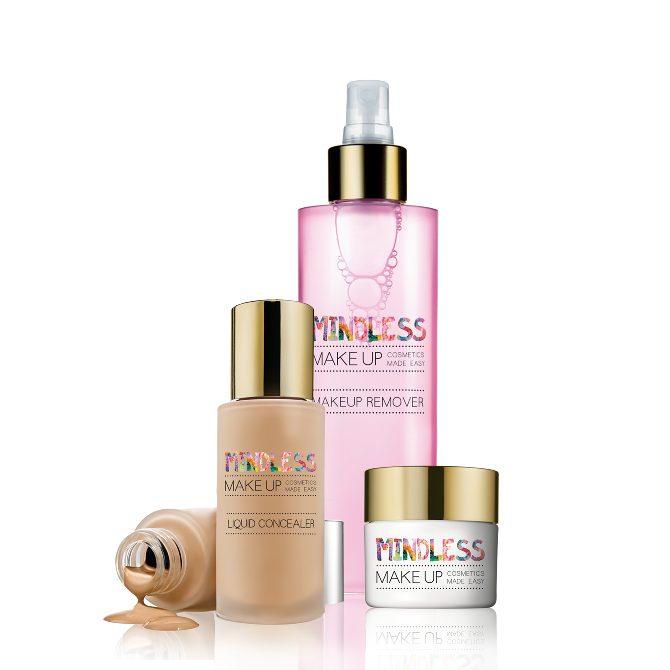 MINDLESS
MAKE UP COSMETICS
MADE EASY
MAKEUP REMOVER
MINDLESS
MAKE UP COSMETICS
MADE EASY
LIQUID CONCEALER
MINDLESS
MAKE UP COSMETICS
MADE EASY